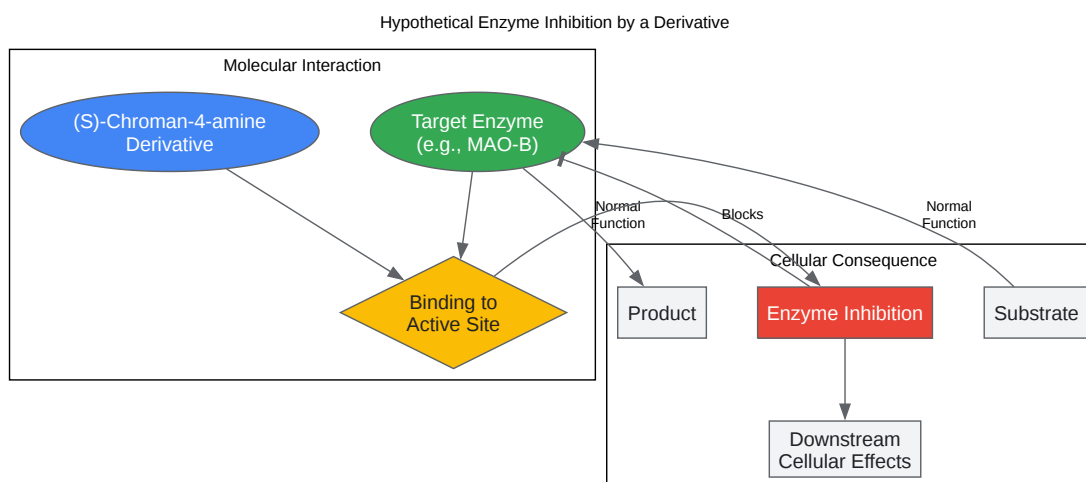 Hypothetical Enzyme Inhibition by a Derivative
Molecular Interaction
(S)-Chroman-4-amine
Derivative
Target Enzyme
(e.g., MAO-B)
Normal
Function
Blocks
Normal
Function
Binding to
Active Site
Cellular Consequence
Product
Enzyme Inhibition
Substrate
Downstream
Cellular Effects